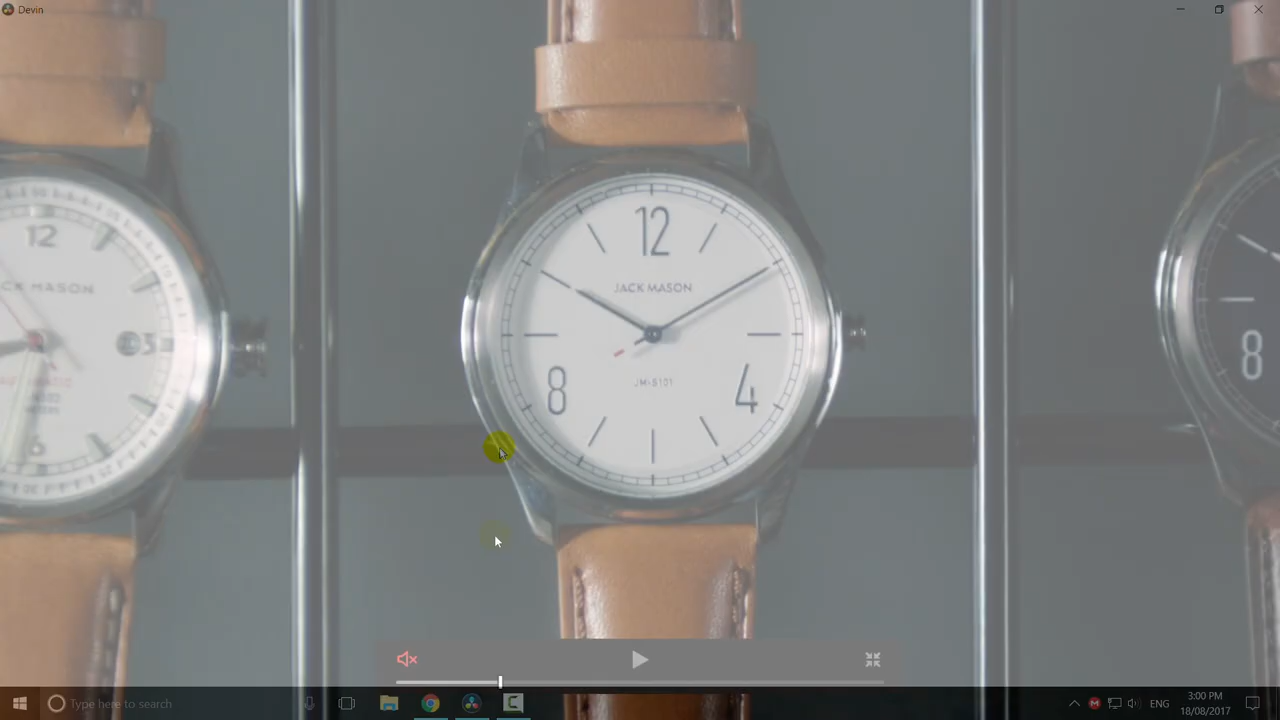 Devin
12
JACK MASON
8
4
JM-S101
12
CK MASON
8
Type here to search
ENG
3:00 PM
18/08/2017